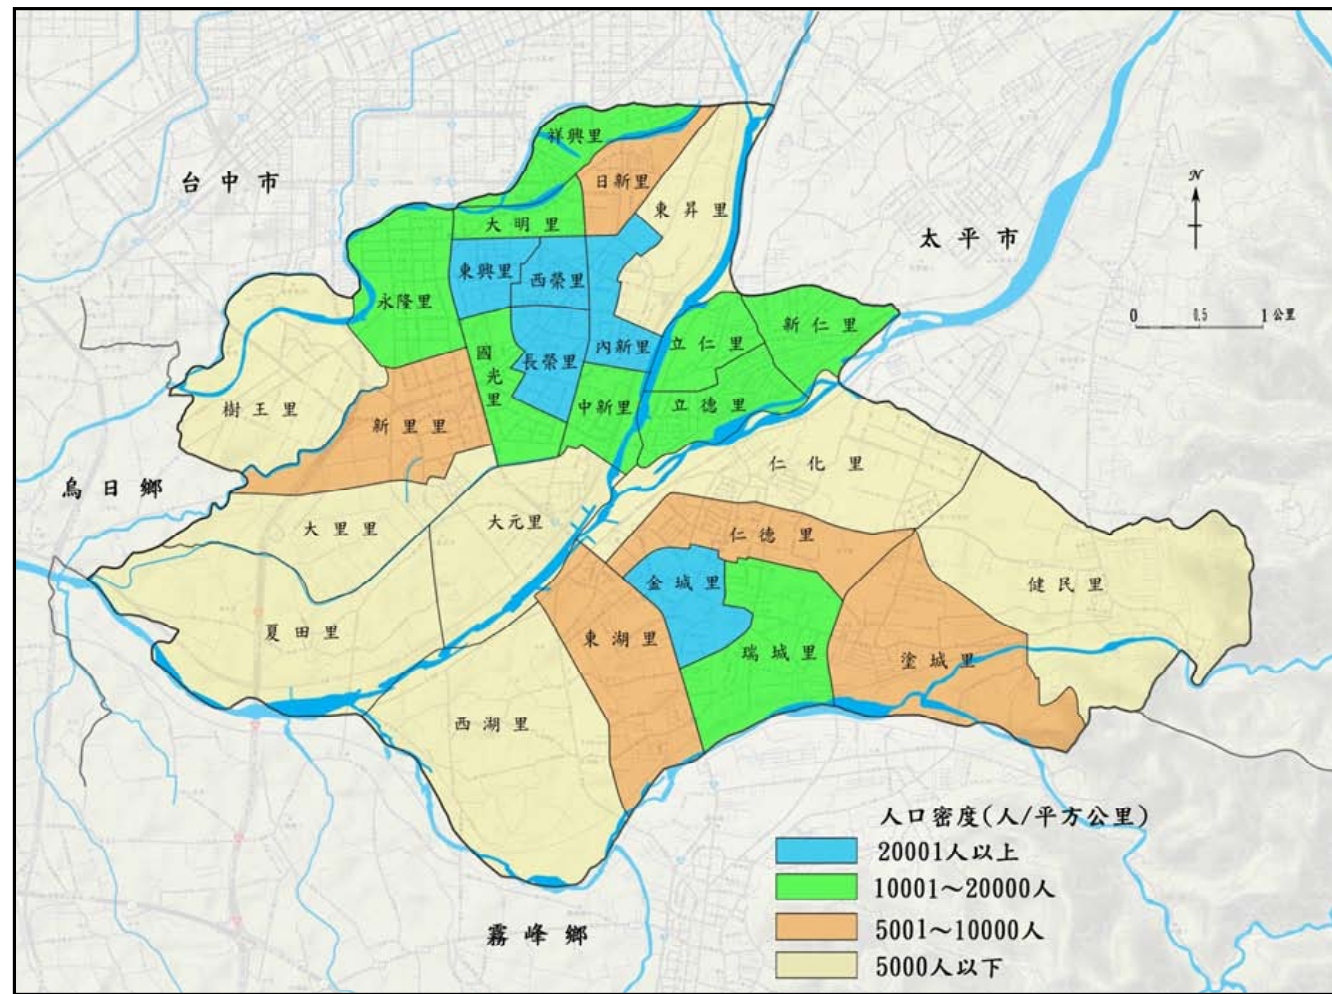 祥興里
日新里
台中市
東昇里
大明里
太平市
N
東興里
西榮里
永隆里
新仁里
0 0.5 1公里
國光里
長榮里
內新里
立仁里
樹王里
中新里
立德里
新里里
仁化里
烏日鄉
大里里
大元里
仁德里
金城里
健民里
夏田里
東湖里
瑞城里
塗城里
西湖里
人口密度(人/平方公里)
20001人以上
10001～20000人
5001～10000人
5000人以下
霧峰鄉